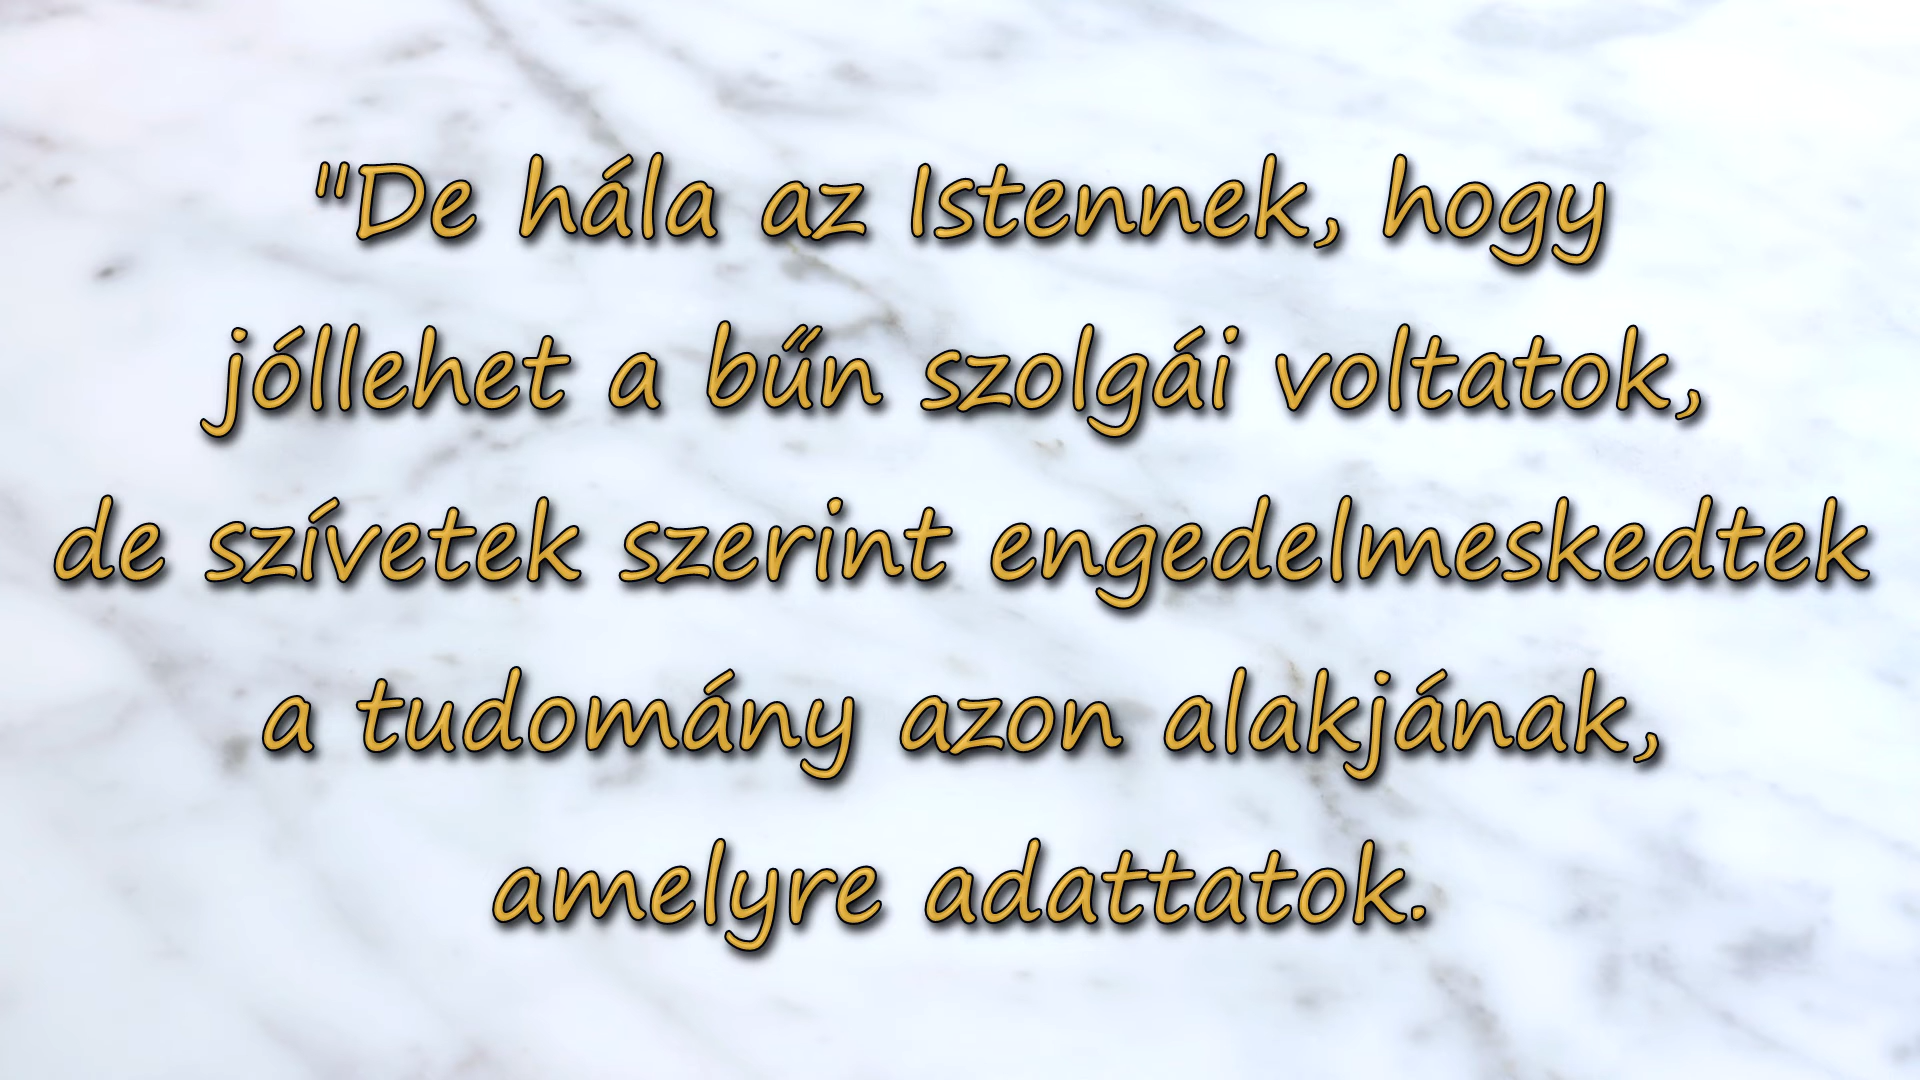 "De hála az Istennek, hogy
jóllehet a bűn szolgái voltatok,
de szívetek szerint engedelmeskedtek
a tudomány azon alakjának,
amelyre adattatok.